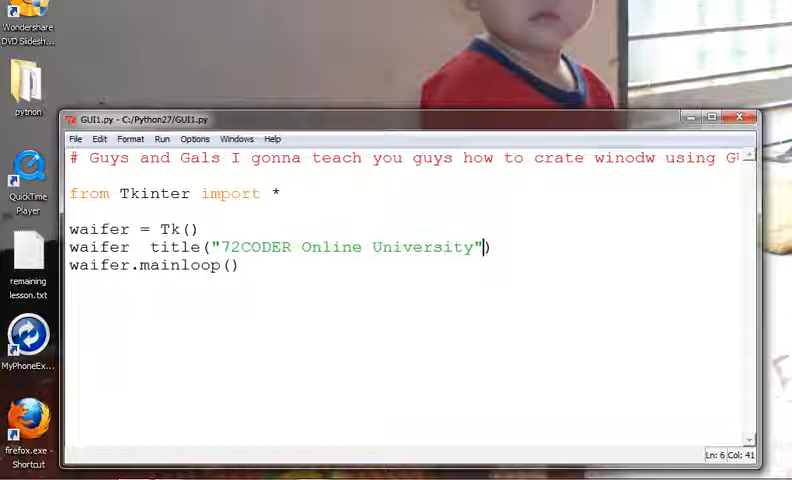 Wondershare
DVD Slidesh...
pytnon
QuickTime
Player
remaining
lesson.txt
MyPhoneEx...
firefox.exe -
Shortcut
GUI1.py - C:/Python27/GUI1.py
File Edit Format Run Options Windows Help
# Guys and Gals I gonna teach you guys how to crate winodw using GU
from Tkinter import *
waifer = Tk()
waifer title("72CODER Online University")
waifer.mainloop()
Ln: 6 Col: 41